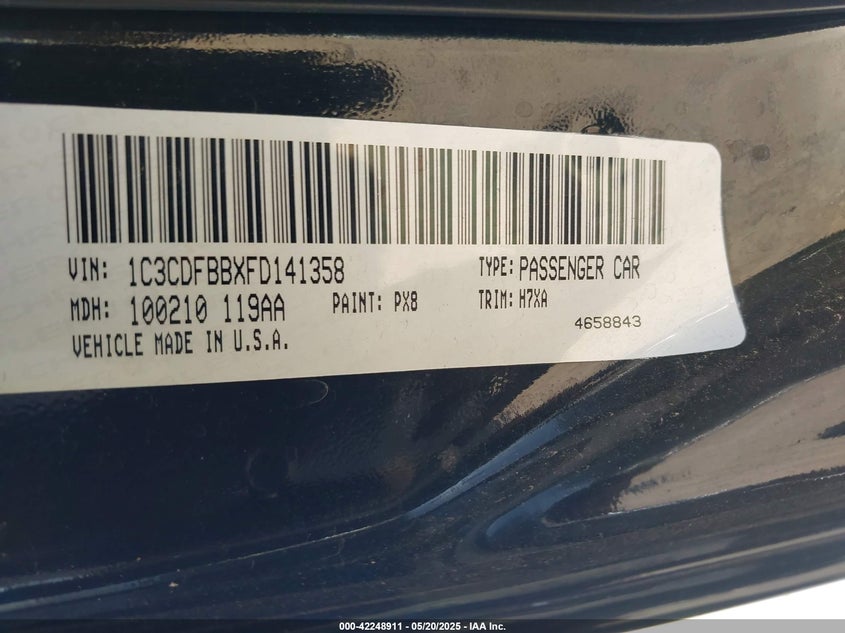 VIN: 1C3CDFBBXFD141358 TYPE: PASSENGER CAR
MDH: 100210 119AA PAINT: PX8 TRIM: H7XA
VEHICLE MADE IN U.S.A. 4658843
000-42248911 - 05/20/2025 - IAA Inc.